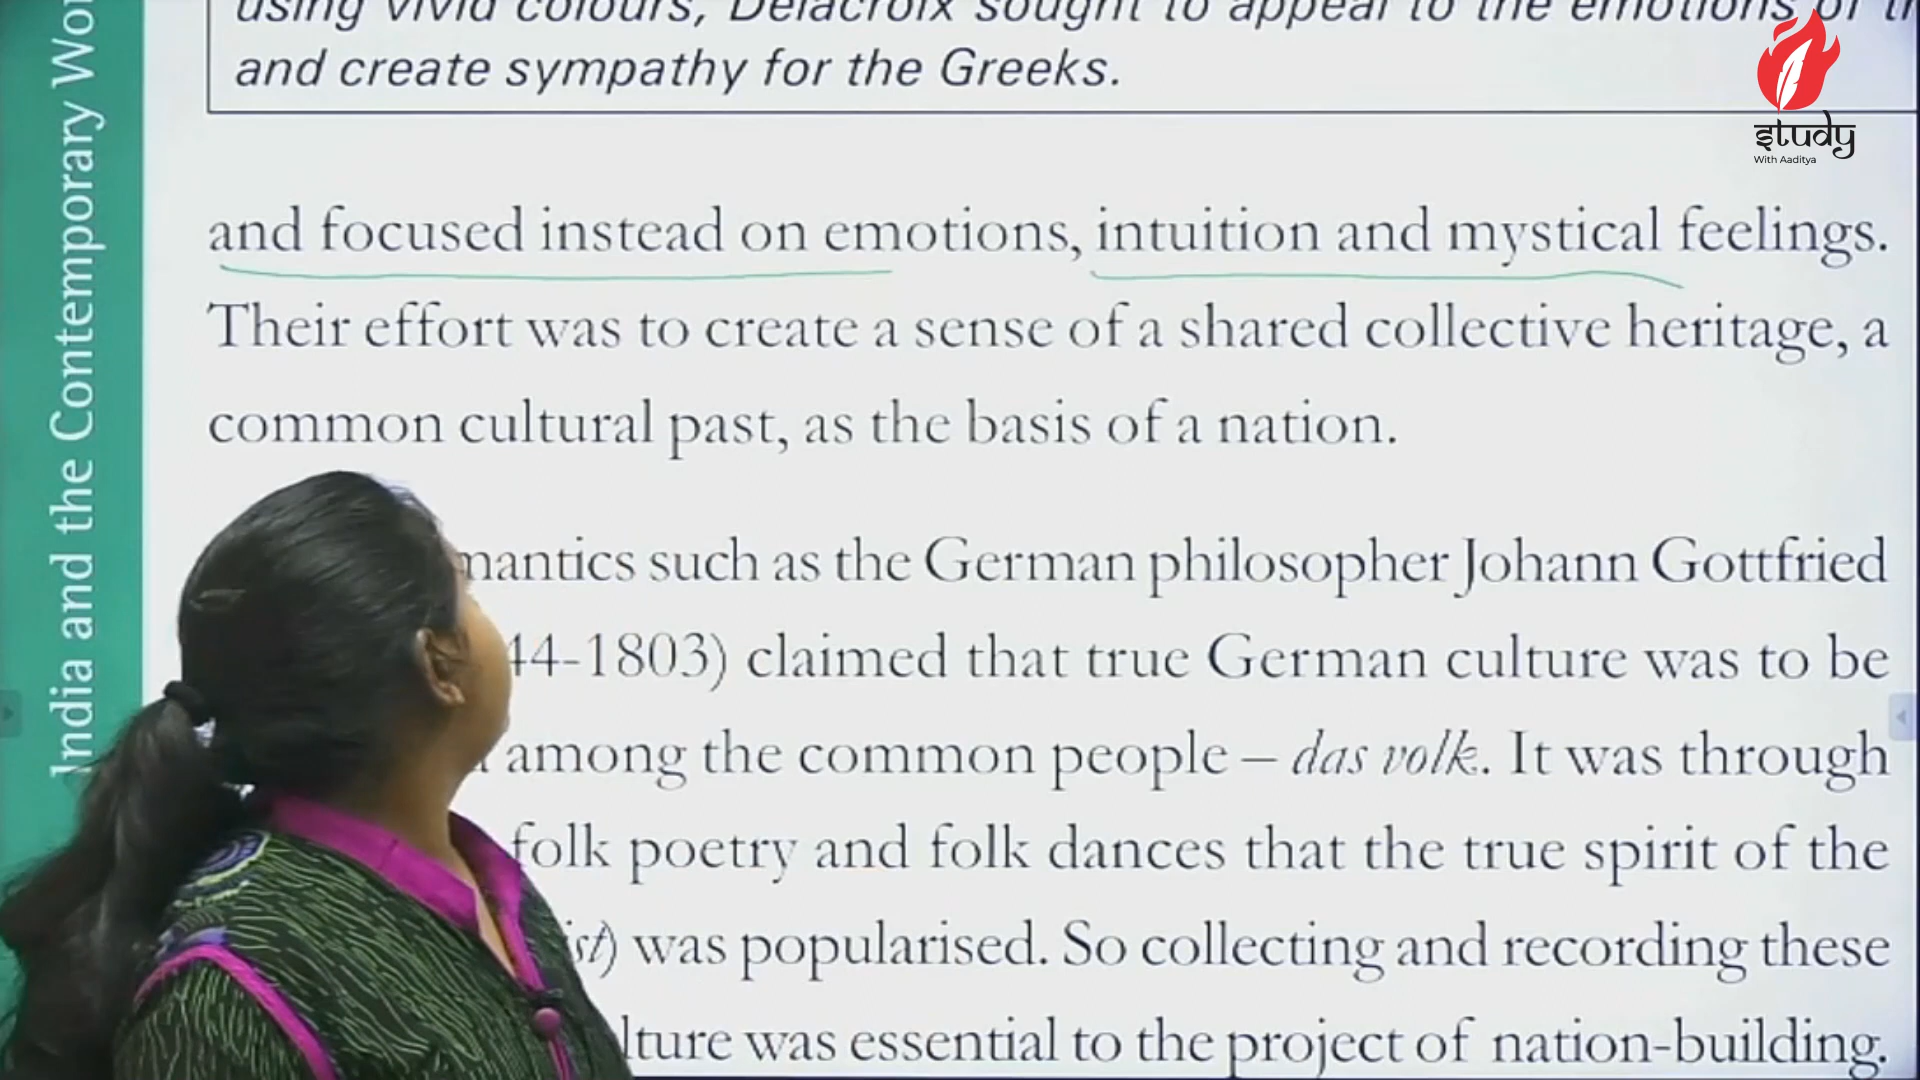 using vivid colours, Delacroix sought to appeal to the emotions of
and create sympathy for the Greeks.
study
With Aaditya
India and the Contemporary
and focused instead on emotions, intuition and mystical feelings.
Their effort was to create a sense of a shared collective heritage, a
common cultural past, as the basis of a nation.
such as the German philosopher Johann Gottfried
44-1803) claimed that true German culture was to be
among the common people – das volk. It was through
folk poetry and folk dances that the true spirit of the
was popularised. So collecting and recording these
was essential to the project of nation-building.